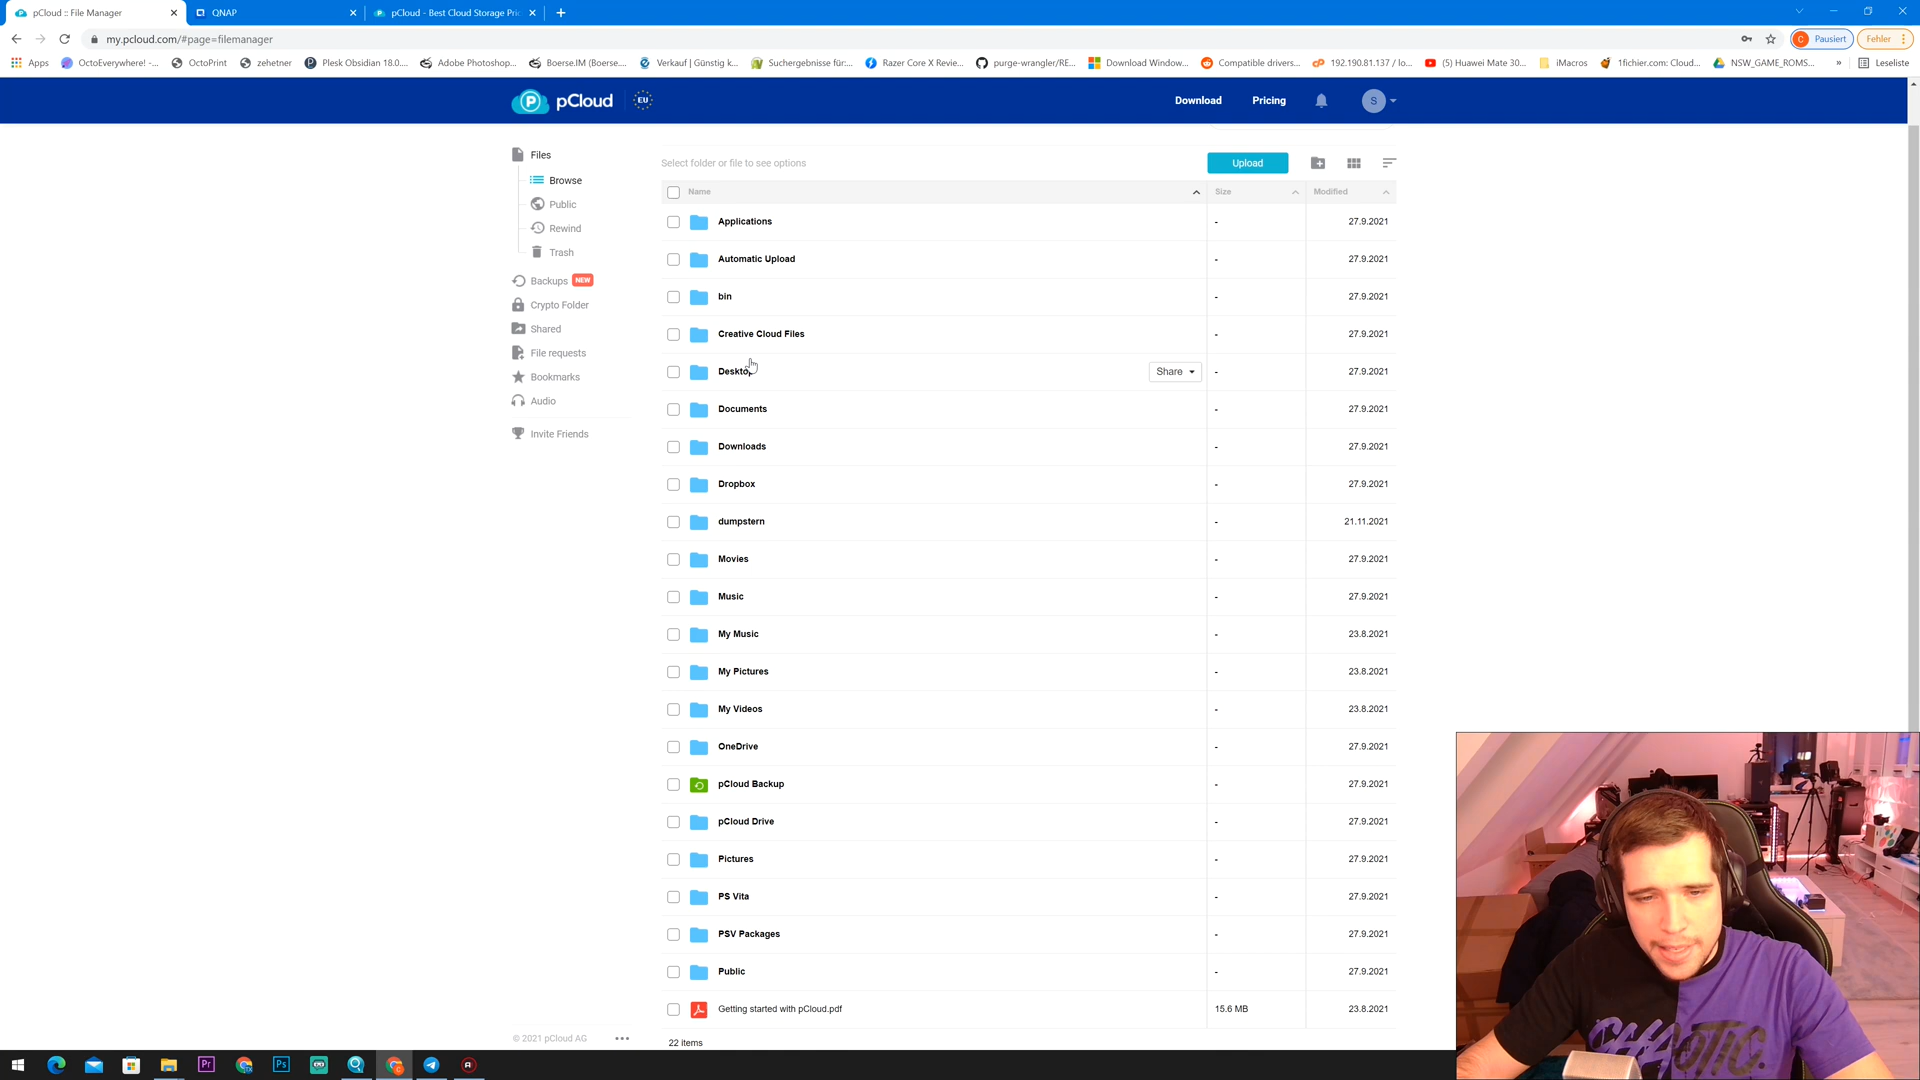 pCloud :: File Manager
QNAP
pCloud - Best Cloud Storage Pric
my.pcloud.com/#page=filemanager
C Pausiert
Fehler
Apps
OctoEverywhere! -...
OctoPrint
zehetner
Plesk Obsidian 18.0....
Adobe Photoshop...
Boerse.IM (Boerse....
Verkauf | Günstig k...
Suchergebnisse für:...
Razer Core X Revie...
purge-wrangler/RE...
Download Window...
Compatible drivers...
192.190.81.137 / lo...
(5) Huawei Mate 30...
iMacros
1fichier.com: Cloud...
NSW_GAME_ROMS...
»
Leseliste
P pCloud EU
Download
Pricing
S
Files
Browse
Public
Rewind
Trash
Backups NEW
Crypto Folder
Shared
File requests
Bookmarks
Audio
Invite Friends
Select folder or file to see options
Upload
Name Size Modified
Applications - 27.9.2021
Automatic Upload - 27.9.2021
bin - 27.9.2021
Creative Cloud Files - 27.9.2021
Desktop Share - 27.9.2021
Documents - 27.9.2021
Downloads - 27.9.2021
Dropbox - 27.9.2021
dumpstern - 21.11.2021
Movies - 27.9.2021
Music - 27.9.2021
My Music - 23.8.2021
My Pictures - 23.8.2021
My Videos - 23.8.2021
OneDrive - 27.9.2021
pCloud Backup - 27.9.2021
pCloud Drive - 27.9.2021
Pictures - 27.9.2021
PS Vita - 27.9.2021
PSV Packages - 27.9.2021
Public - 27.9.2021
Getting started with pCloud.pdf 15.6 MB 23.8.2021
© 2021 pCloud AG
22 items
Pr
Ps
CHAOTIC.